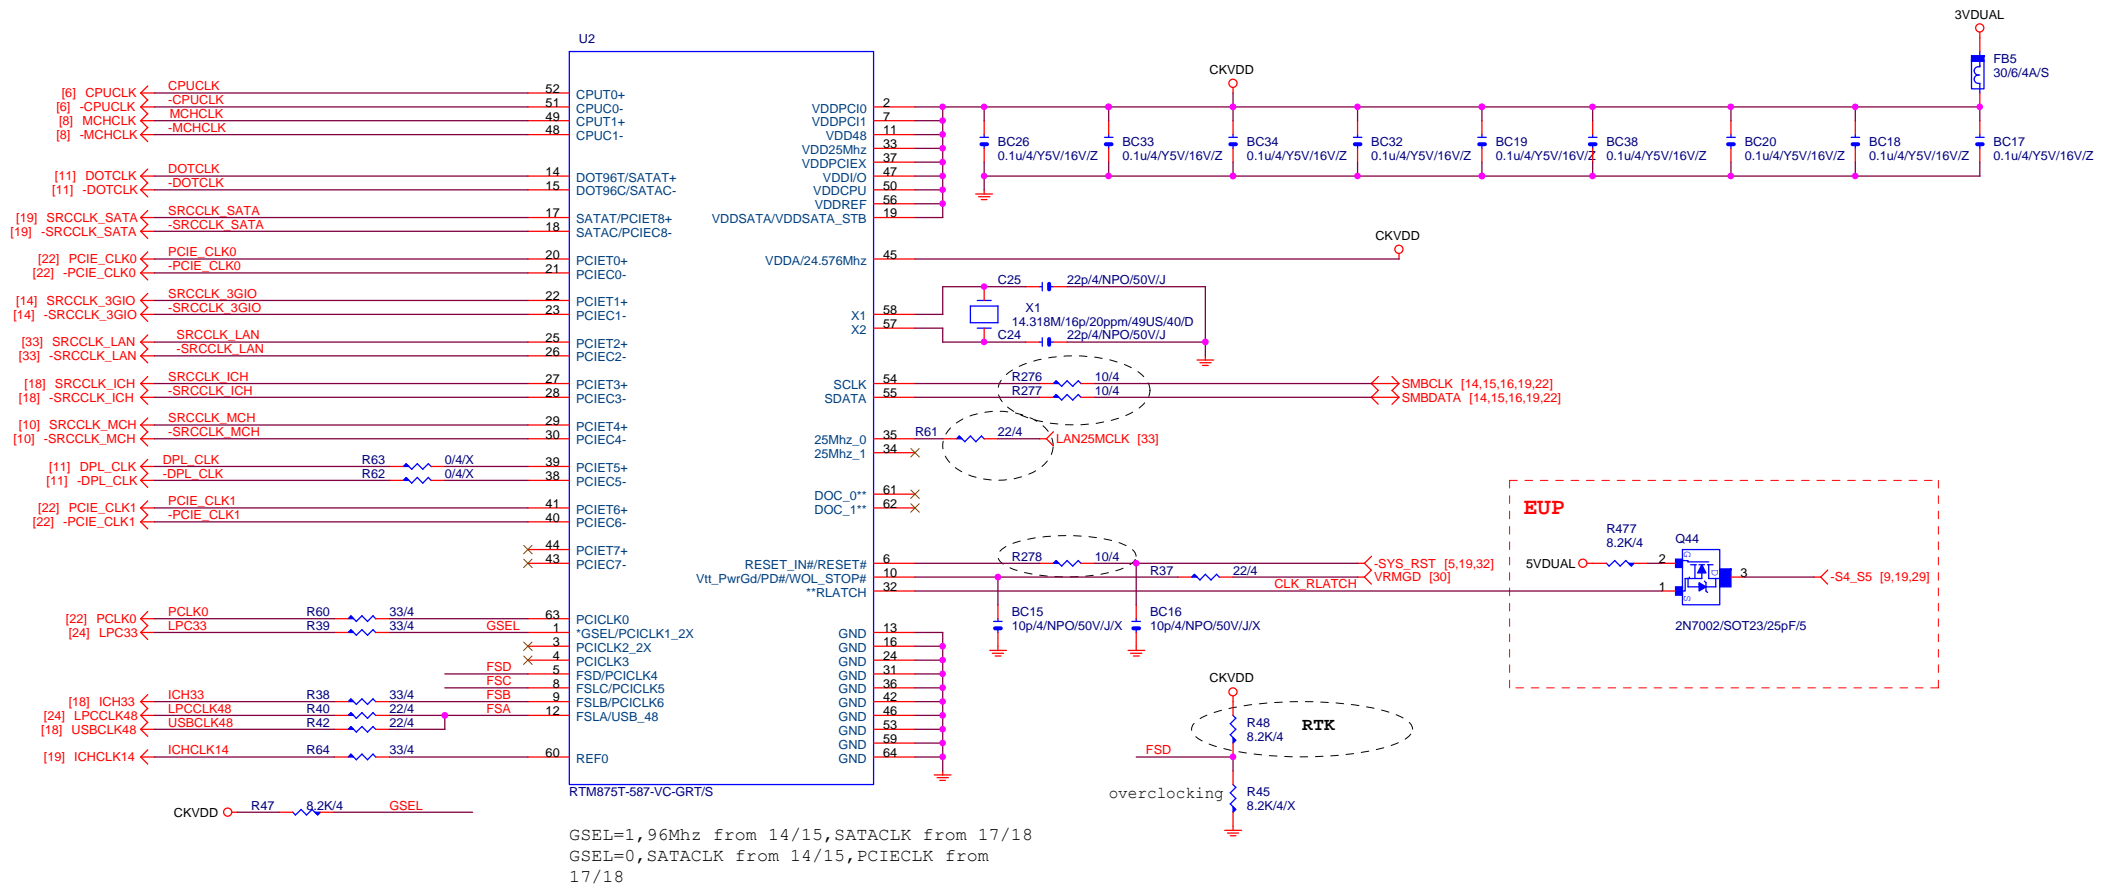 U2
RTM875T-587-VC-GRT/S
[6] CPUCLK CPUCLK 52 CPUT0+
[6] -CPUCLK -CPUCLK 51 CPUC0-
[8] MCHCLK MCHCLK 49 CPUT1+
[8] -MCHCLK -MCHCLK 48 CPUC1-
[11] DOTCLK DOTCLK 14 DOT96T/SATAT+
[11] -DOTCLK -DOTCLK 15 DOT96C/SATAC-
[19] SRCCLK_SATA SRCCLK_SATA 17 SATAT/PCIET8+
[19] -SRCCLK_SATA -SRCCLK_SATA 18 SATAC/PCIEC8-
[22] PCIE_CLK0 PCIE_CLK0 20 PCIET0+
[22] -PCIE_CLK0 -PCIE_CLK0 21 PCIEC0-
[14] SRCCLK_3GIO SRCCLK_3GIO 22 PCIET1+
[14] -SRCCLK_3GIO -SRCCLK_3GIO 23 PCIEC1-
[33] SRCCLK_LAN SRCCLK_LAN 25 PCIET2+
[33] -SRCCLK_LAN -SRCCLK_LAN 26 PCIEC2-
[18] SRCCLK_ICH SRCCLK_ICH 27 PCIET3+
[18] -SRCCLK_ICH -SRCCLK_ICH 28 PCIEC3-
[10] SRCCLK_MCH SRCCLK_MCH 29 PCIET4+
[10] -SRCCLK_MCH -SRCCLK_MCH 30 PCIEC4-
[11] DPL_CLK DPL_CLK R63 0/4/X 39 PCIET5+
[11] -DPL_CLK -DPL_CLK R62 0/4/X 38 PCIEC5-
[22] PCIE_CLK1 PCIE_CLK1 41 PCIET6+
[22] -PCIE_CLK1 -PCIE_CLK1 40 PCIEC6-
44 PCIET7+
43 PCIEC7-
[22] PCLK0 PCLK0 R60 33/4 63 PCICLK0
[24] LPC33 LPC33 R39 33/4 GSEL 1 *GSEL/PCICLK1_2X
3 PCICLK2_2X
4 PCICLK3
FSD 5 FSD/PCICLK4
FSC 8 FSLC/PCICLK5
[18] ICH33 ICH33 R38 33/4 FSB 9 FSLB/PCICLK6
[24] LPCCLK48 LPCCLK48 R40 22/4 FSA 12 FSLA/USB_48
[18] USBCLK48 USBCLK48 R42 22/4
[19] ICHCLK14 ICHCLK14 R64 33/4 60 REF0
CKVDD R47 8.2K/4 GSEL
VDDPCI0 2
VDDPCI1 7
VDD48 11
VDD25Mhz 33
VDDPCIEX 37
VDDI/O 47
VDDCPU 50
VDDREF 56
VDDSATA/VDDSATA_STB 19
VDDA/24.576Mhz 45 CKVDD
X1 58
X2 57
SCLK 54 R276 10/4 SMBCLK [14,15,16,19,22]
SDATA 55 R277 10/4 SMBDATA [14,15,16,19,22]
25Mhz_0 35 R61 22/4 LAN25MCLK [33]
25Mhz_1 34
DOC_0** 61
DOC_1** 62
RESET_IN#/RESET# 6 R278 10/4 -SYS_RST [5,19,32]
Vtt_PwrGd/PD#/WOL_STOP# 10 R37 22/4 VRMGD [30]
**RLATCH 32 CLK_RLATCH
GND 13
GND 16
GND 24
GND 31
GND 36
GND 42
GND 46
GND 53
GND 59
GND 64
3VDUAL
FB5
30/6/4A/S
CKVDD
BC26
0.1u/4/Y5V/16V/Z
BC33
0.1u/4/Y5V/16V/Z
BC34
0.1u/4/Y5V/16V/Z
BC32
0.1u/4/Y5V/16V/Z
BC19
0.1u/4/Y5V/16V/Z
BC38
0.1u/4/Y5V/16V/Z
BC20
0.1u/4/Y5V/16V/Z
BC18
0.1u/4/Y5V/16V/Z
BC17
0.1u/4/Y5V/16V/Z
C25 22p/4/NPO/50V/J
X1
14.318M/16p/20ppm/49US/40/D
C24 22p/4/NPO/50V/J
BC15
10p/4/NPO/50V/J/X
BC16
10p/4/NPO/50V/J/X
EUP
R477
8.2K/4
Q44
5VDUAL 2 G
D 3 -S4_S5 [9,19,29]
1 S
2N7002/SOT23/25pF/5
CKVDD
R48
8.2K/4
RTK
FSD
overclocking
R45
8.2K/4/X
GSEL=1,96Mhz from 14/15,SATACLK from 17/18
GSEL=0,SATACLK from 14/15,PCIECLK from
17/18